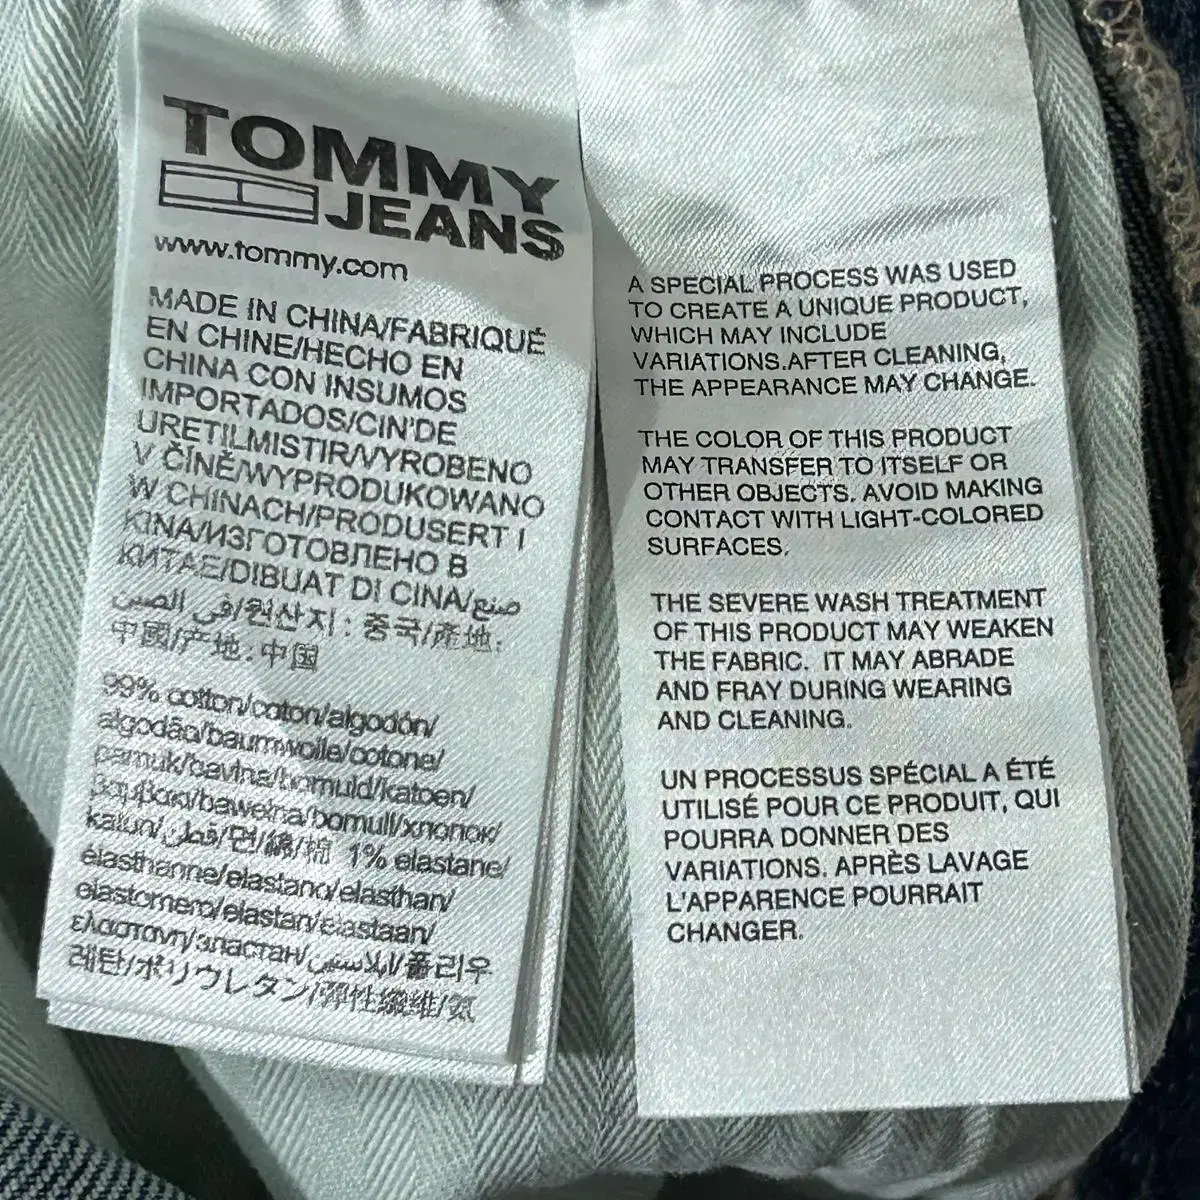 TOMMY
JEANS
www.tommy.com
MADE IN CHINA/FABRIQUÉ
EN CHINE/HECHO EN
CHINA CON INSUMOS
IMPORTADOS/CIN'DE
URETILMISTIR/VYROBENO
V ČÍNĚ/WYPRODUKOWANO
W CHINACH/PRODUSERT I
KINA/ИЗГОТОВЛЕНО В
КИТАЕ/DIBUAT DI CINA/صنع
في الصين/원산지: 중국/產地:
中國/产地:中国
99% cotton/coton/algodón/
algodão/baumwolle/cotone/
pamuk/bavlna/bomuld/katoen/
βαμβακι/bawełna/bomull/хлопок/
katun/قطن/면/綿/棉 1% elastane/
élasthanne/elastano/elasthan/
elastomero/elastan/elastaan/
ελαστανη/эластан/ايلاستين/폴리우
레탄/ポリウレタン/彈性纖維/氨
A SPECIAL PROCESS WAS USED
TO CREATE A UNIQUE PRODUCT,
WHICH MAY INCLUDE
VARIATIONS.AFTER CLEANING,
THE APPEARANCE MAY CHANGE.
THE COLOR OF THIS PRODUCT
MAY TRANSFER TO ITSELF OR
OTHER OBJECTS. AVOID MAKING
CONTACT WITH LIGHT-COLORED
SURFACES.
THE SEVERE WASH TREATMENT
OF THIS PRODUCT MAY WEAKEN
THE FABRIC. IT MAY ABRADE
AND FRAY DURING WEARING
AND CLEANING.
UN PROCESSUS SPÉCIAL A ÉTÉ
UTILISÉ POUR CE PRODUIT, QUI
POURRA DONNER DES
VARIATIONS. APRÈS LAVAGE
L'APPARENCE POURRAIT
CHANGER.